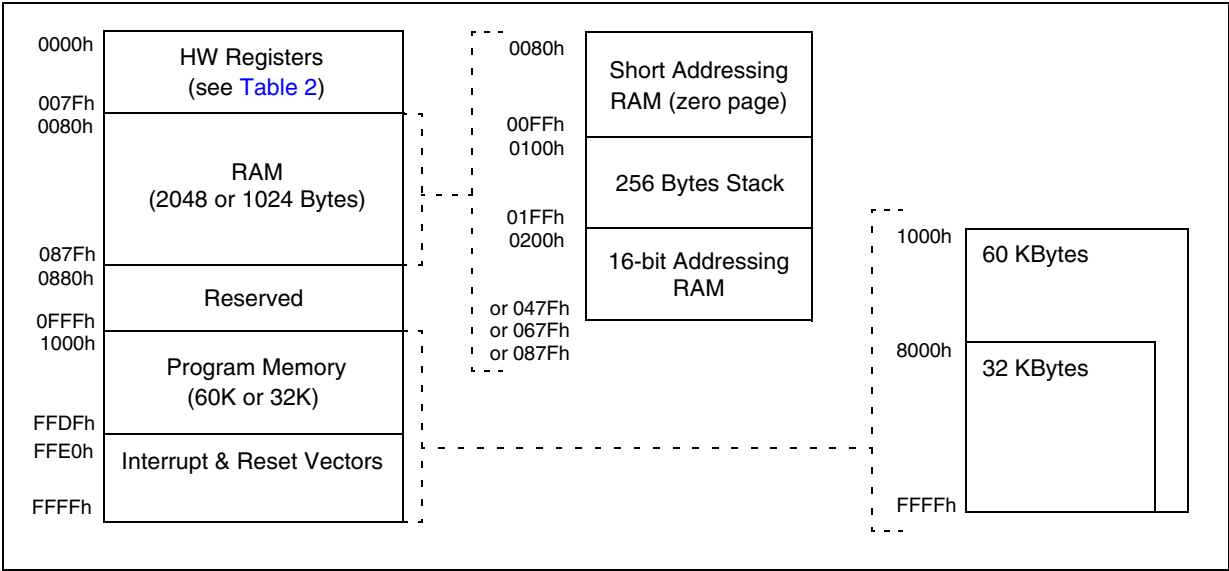 0000h
HW Registers
(see Table 2)
007Fh
0080h
RAM
(2048 or 1024 Bytes)
087Fh
0880h
Reserved
0FFFh
1000h
Program Memory
(60K or 32K)
FFDFh
FFE0h
Interrupt & Reset Vectors
FFFFh
0080h
Short Addressing
RAM (zero page)
00FFh
0100h
256 Bytes Stack
01FFh
0200h
16-bit Addressing
RAM
or 047Fh
or 067Fh
or 087Fh
1000h
60 KBytes
8000h
32 KBytes
FFFFh